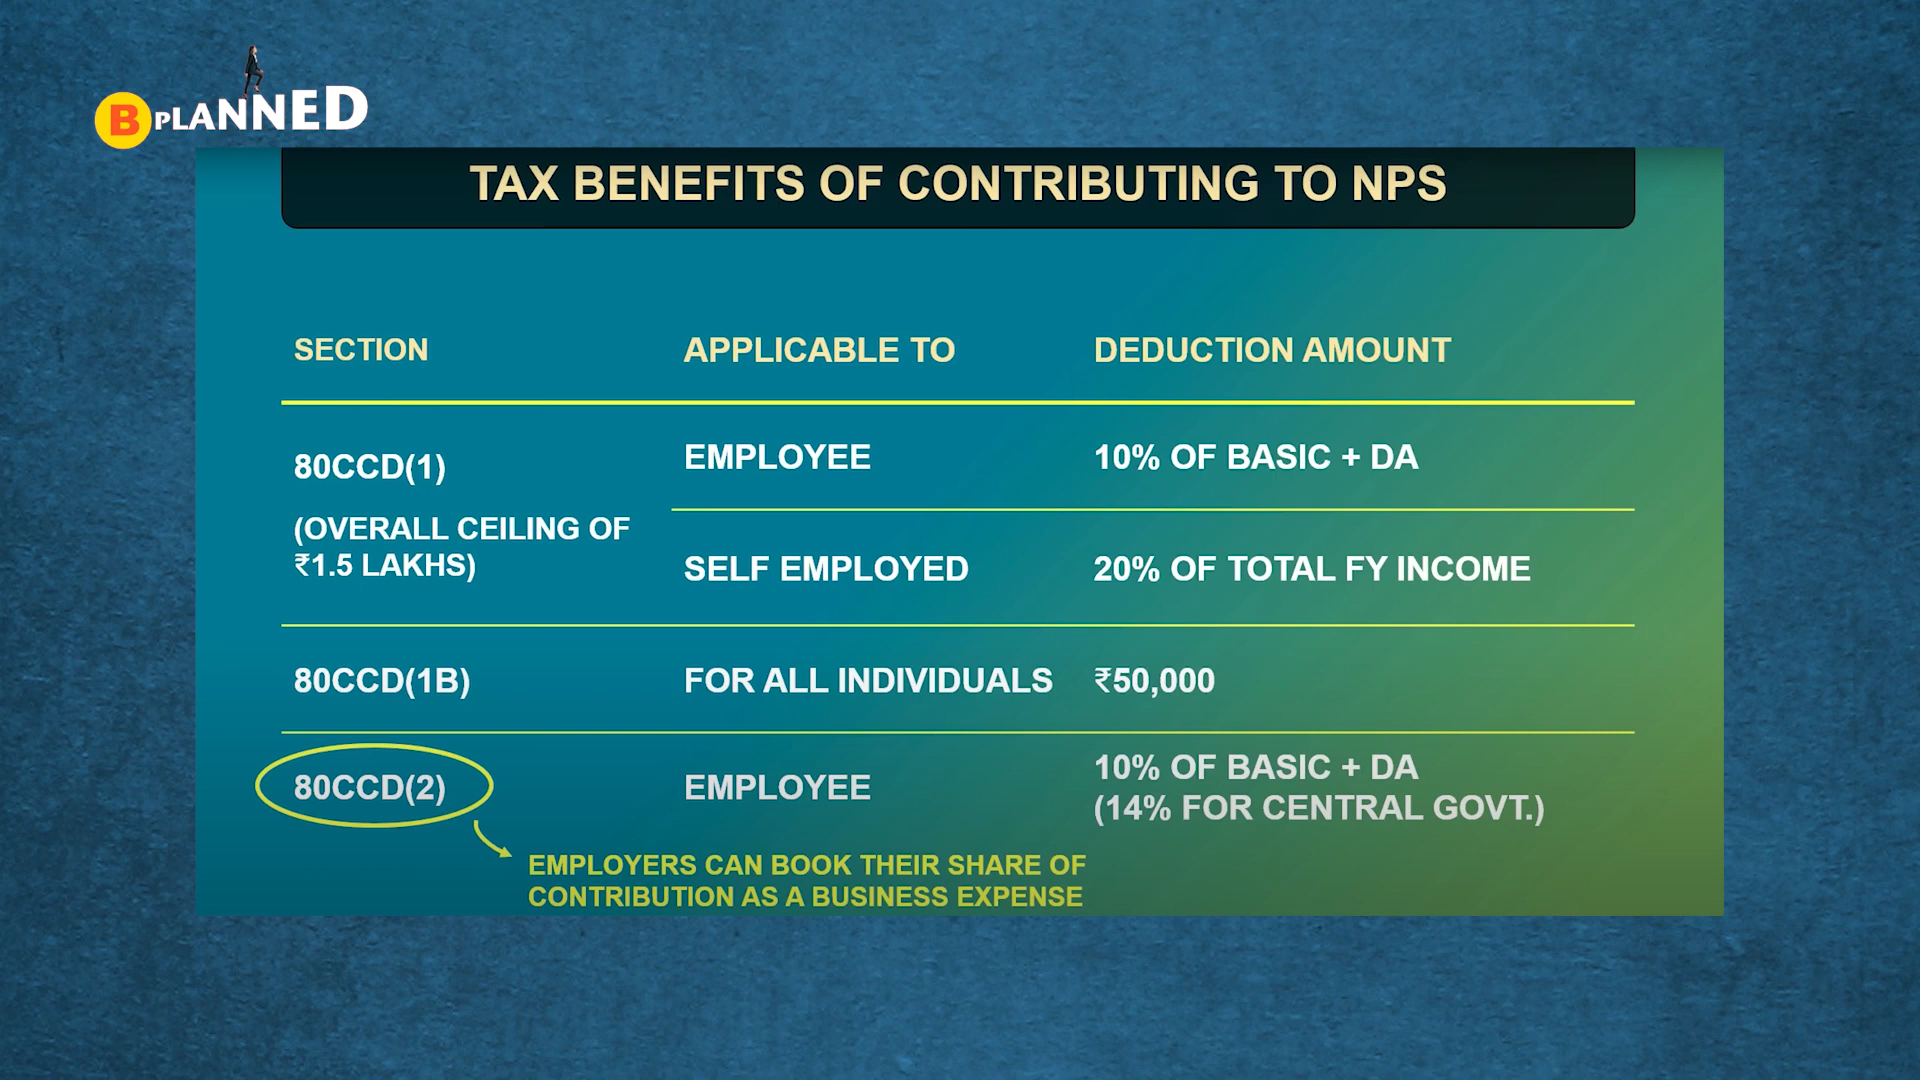 B PLANNED
TAX BENEFITS OF CONTRIBUTING TO NPS
SECTION APPLICABLE TO DEDUCTION AMOUNT
80CCD(1)
(OVERALL CEILING OF
₹1.5 LAKHS)
EMPLOYEE 10% OF BASIC + DA
SELF EMPLOYED 20% OF TOTAL FY INCOME
80CCD(1B) FOR ALL INDIVIDUALS ₹50,000
80CCD(2) EMPLOYEE 10% OF BASIC + DA
(14% FOR CENTRAL GOVT.)
EMPLOYERS CAN BOOK THEIR SHARE OF
CONTRIBUTION AS A BUSINESS EXPENSE